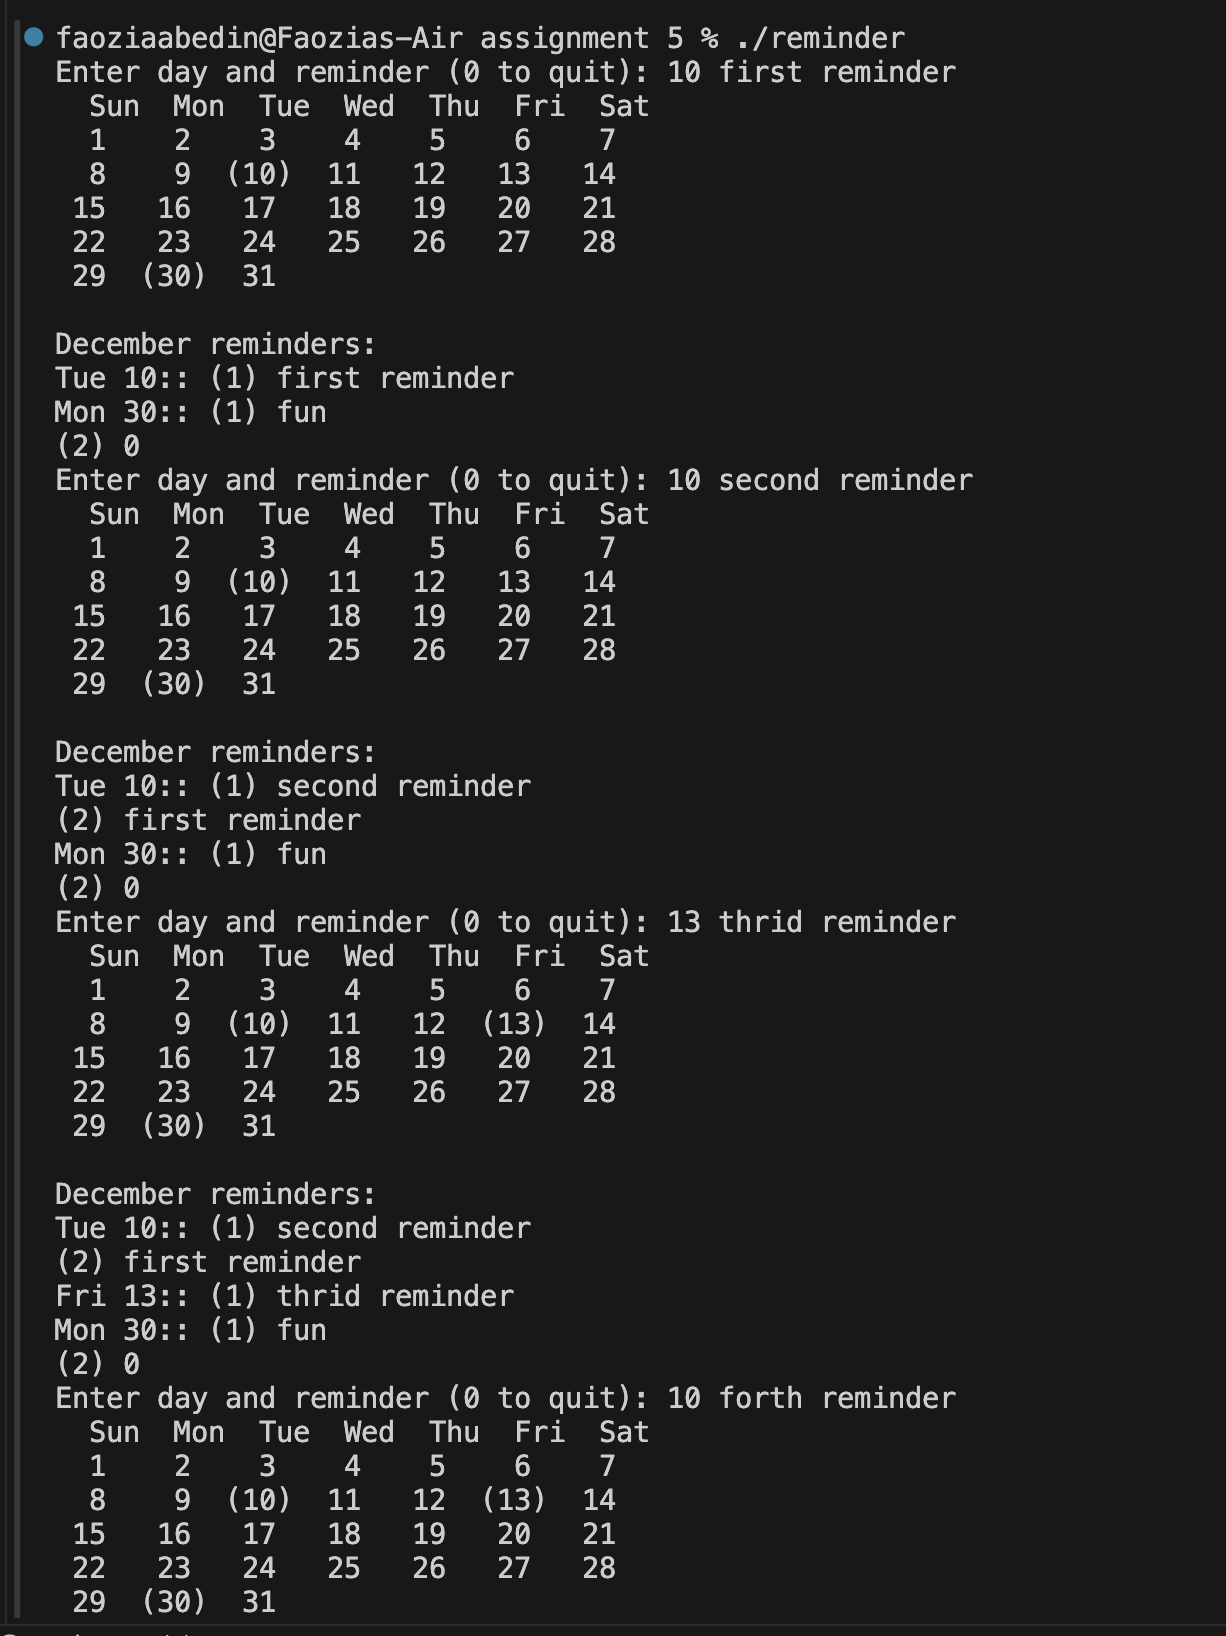 faoziaabedin@Faozias-Air assignment 5 % ./reminder
Enter day and reminder (0 to quit): 10 first reminder
  Sun  Mon  Tue  Wed  Thu  Fri  Sat
  1    2    3    4    5    6    7
  8    9  (10)  11   12   13   14
 15   16   17   18   19   20   21
 22   23   24   25   26   27   28
 29  (30)  31

December reminders:
Tue 10:: (1) first reminder
Mon 30:: (1) fun
(2) 0
Enter day and reminder (0 to quit): 10 second reminder
  Sun  Mon  Tue  Wed  Thu  Fri  Sat
  1    2    3    4    5    6    7
  8    9  (10)  11   12   13   14
 15   16   17   18   19   20   21
 22   23   24   25   26   27   28
 29  (30)  31

December reminders:
Tue 10:: (1) second reminder
(2) first reminder
Mon 30:: (1) fun
(2) 0
Enter day and reminder (0 to quit): 13 thrid reminder
  Sun  Mon  Tue  Wed  Thu  Fri  Sat
  1    2    3    4    5    6    7
  8    9  (10)  11   12  (13)  14
 15   16   17   18   19   20   21
 22   23   24   25   26   27   28
 29  (30)  31

December reminders:
Tue 10:: (1) second reminder
(2) first reminder
Fri 13:: (1) thrid reminder
Mon 30:: (1) fun
(2) 0
Enter day and reminder (0 to quit): 10 forth reminder
  Sun  Mon  Tue  Wed  Thu  Fri  Sat
  1    2    3    4    5    6    7
  8    9  (10)  11   12  (13)  14
 15   16   17   18   19   20   21
 22   23   24   25   26   27   28
 29  (30)  31